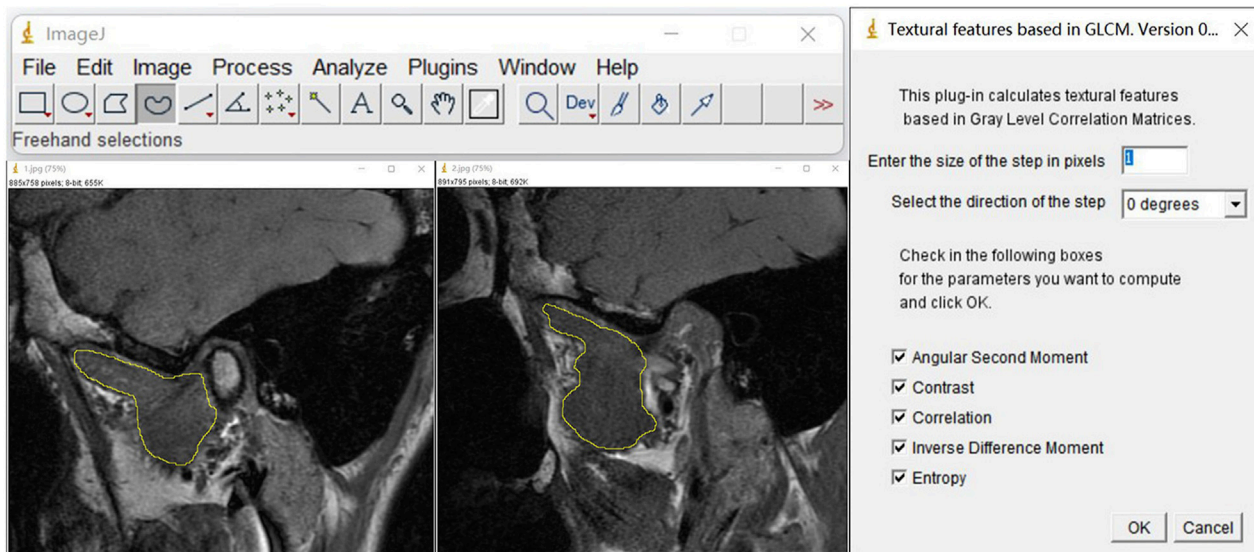 ImageJ
File Edit Image Process Analyze Plugins Window Help
A Dev >>
Freehand selections
1.jpg (75%)
885x758 pixels; 8-bit; 655K
2.jpg (75%)
891x795 pixels; 8-bit; 692K
Textural features based in GLCM. Version 0...
This plug-in calculates textural features
based in Gray Level Correlation Matrices.
Enter the size of the step in pixels 1
Select the direction of the step 0 degrees
Check in the following boxes
for the parameters you want to compute
and click OK.
Angular Second Moment
Contrast
Correlation
Inverse Difference Moment
Entropy
OK Cancel